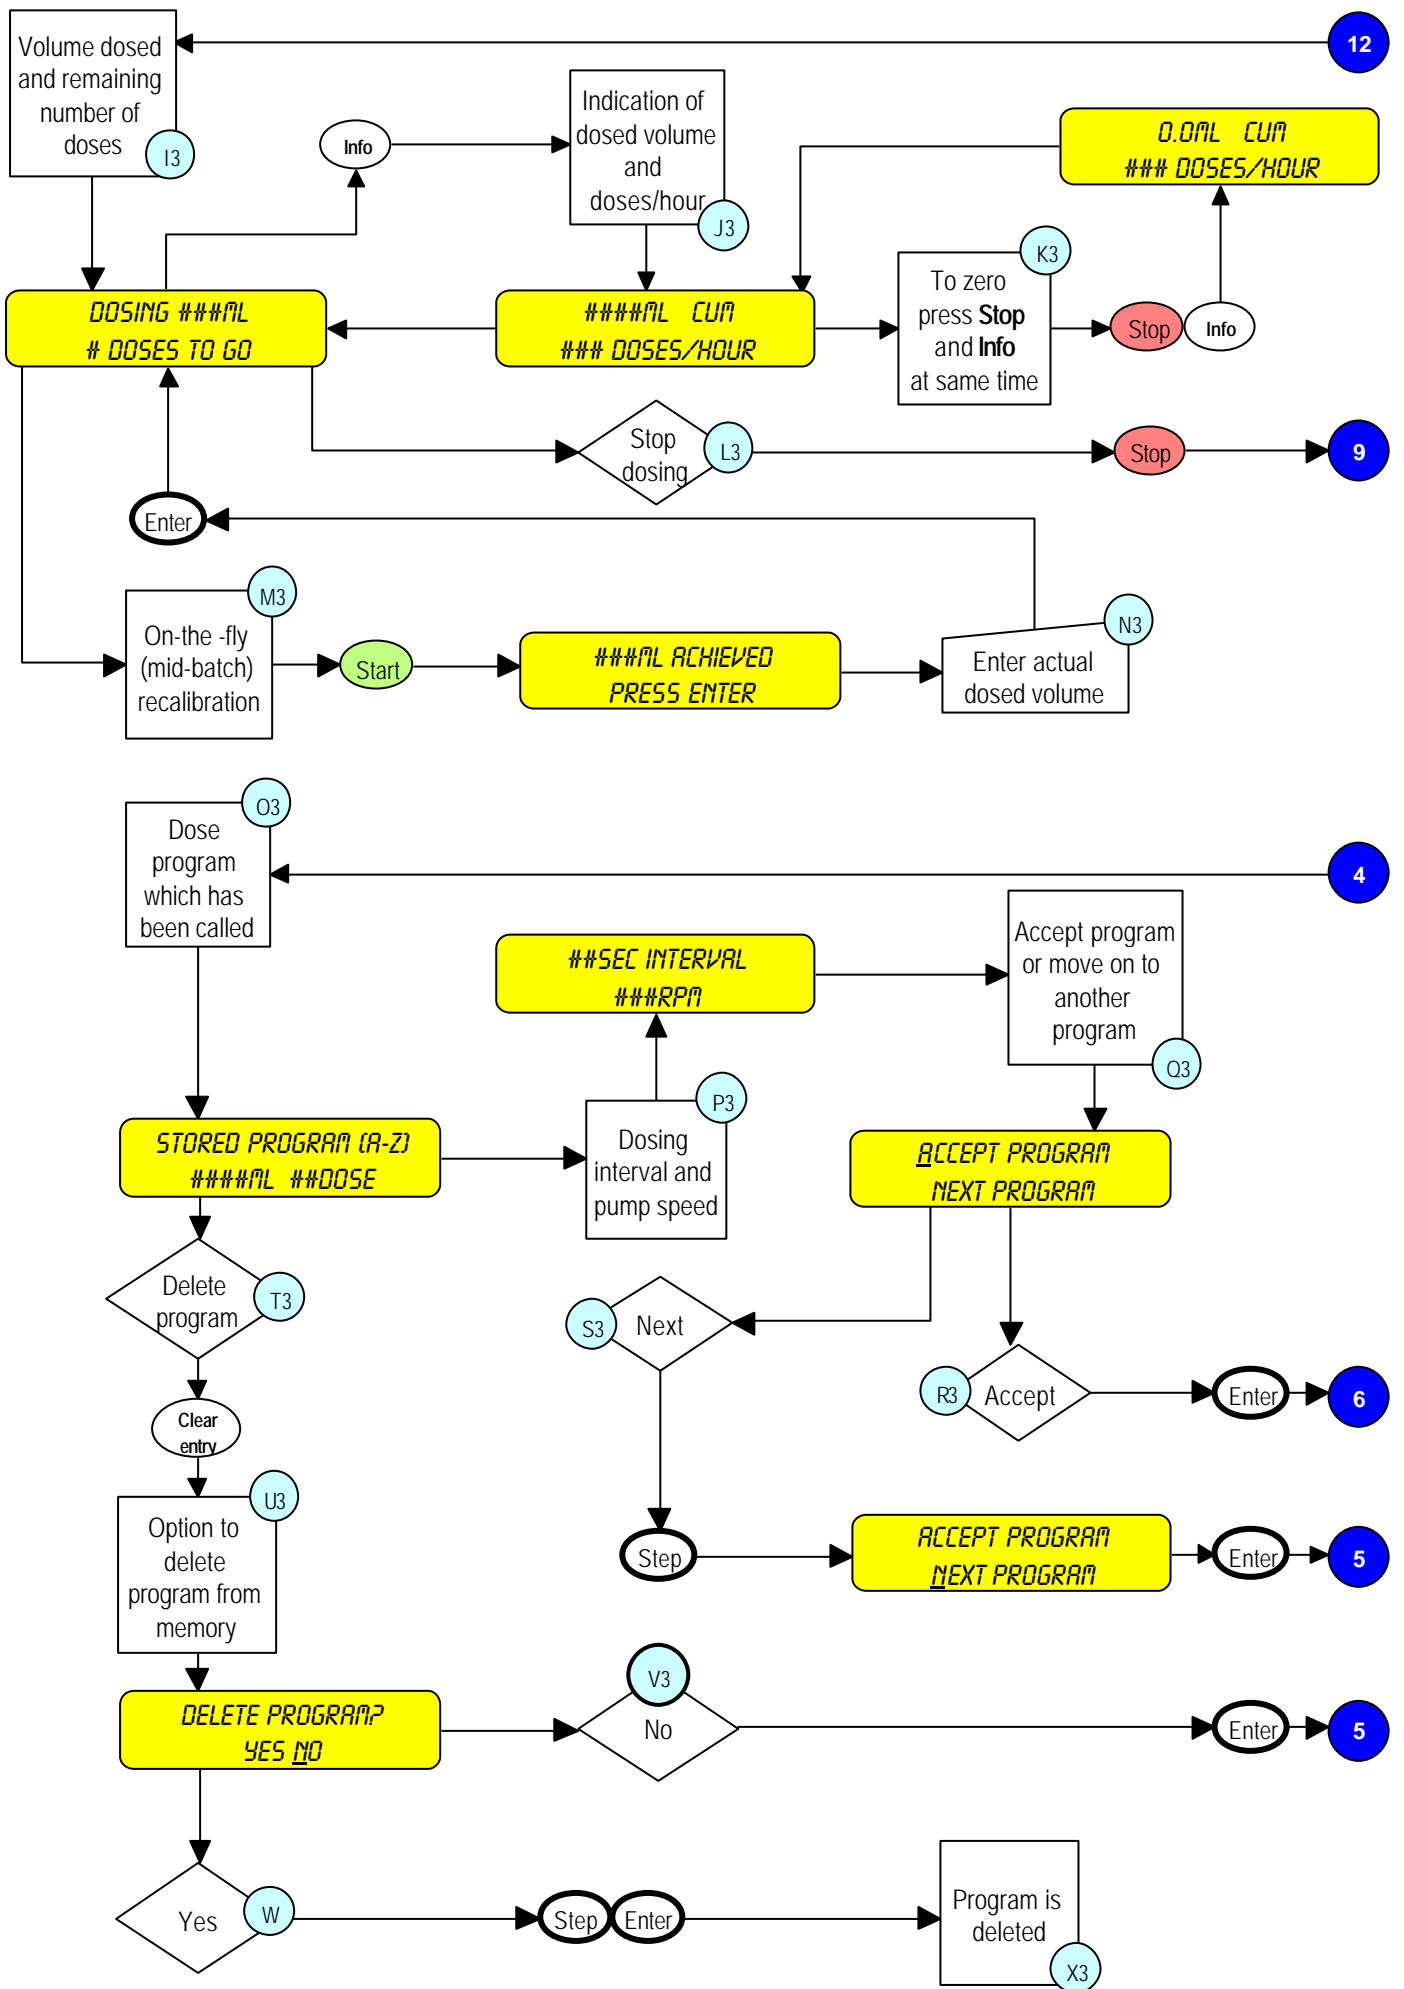 Volume dosed
and remaining
number of
doses
I3
12
Info
Indication of
dosed volume
and
doses/hour
J3
0.0ML CUM
### DOSES/HOUR
K3
To zero
press Stop
and Info
at same time
Stop
Info
DOSING ###ML
# DOSES TO GO
####ML CUM
### DOSES/HOUR
Stop
dosing
L3
Stop
9
Enter
M3
On-the -fly
(mid-batch)
recalibration
Start
###ML ACHIEVED
PRESS ENTER
N3
Enter actual
dosed volume
O3
Dose
program
which has
been called
4
##SEC INTERVAL
###RPM
Accept program
or move on to
another
program
Q3
P3
Dosing
interval and
pump speed
STORED PROGRAM (A-Z)
####ML ##DOSE
ACCEPT PROGRAM
NEXT PROGRAM
Delete
program
T3
S3
Next
R3
Accept
Enter
6
Clear
entry
U3
Option to
delete
program from
memory
Step
ACCEPT PROGRAM
NEXT PROGRAM
Enter
5
DELETE PROGRAM?
YES NO
V3
No
Enter
5
Yes
W
Step
Enter
Program is
deleted
X3